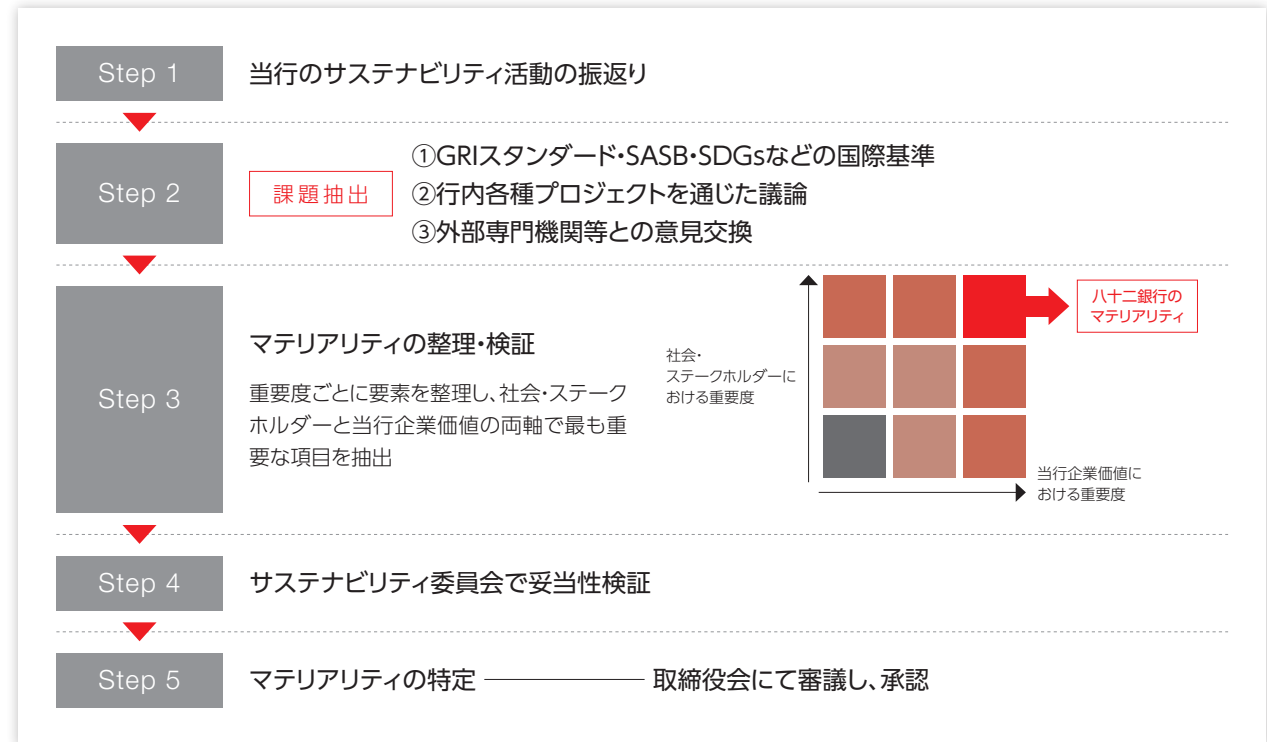 Step 1
当行のサステナビリティ活動の振返り
Step 2
課題抽出
①GRIスタンダード・SASB・SDGsなどの国際基準
②行内各種プロジェクトを通じた議論
③外部専門機関等との意見交換
Step 3
マテリアリティの整理・検証
重要度ごとに要素を整理し、社会・ステーク
ホルダーと当行企業価値の両軸で最も重
要な項目を抽出
社会・
ステークホルダーに
おける重要度
八十二銀行の
マテリアリティ
当行企業価値に
おける重要度
Step 4
サステナビリティ委員会で妥当性検証
Step 5
マテリアリティの特定
取締役会にて審議し、承認